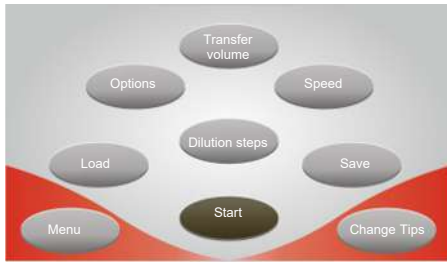 Transfer
volume
Options
Speed
Dilution steps
Load
Save
Start
Menu
Change Tips